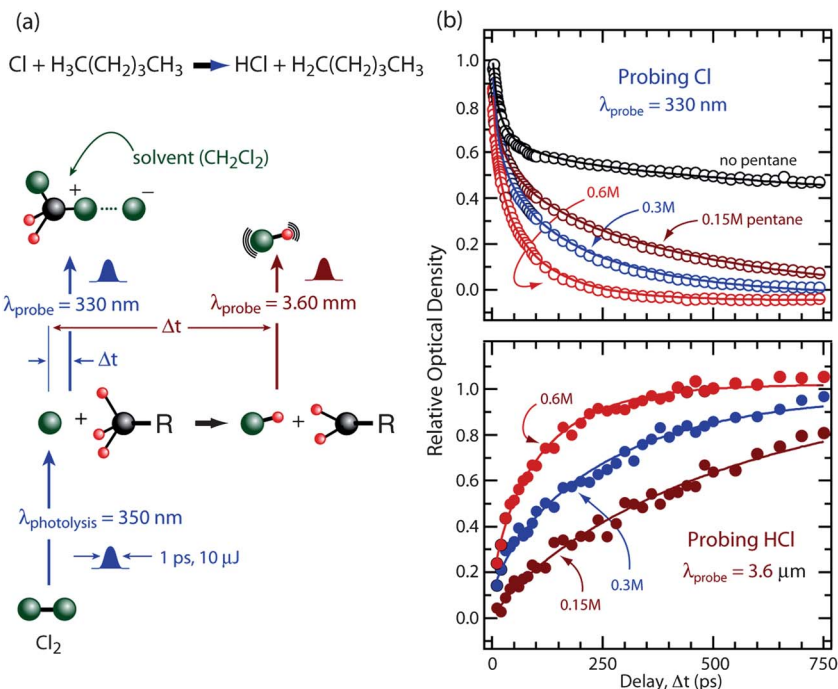 (a)
Cl + H₃C(CH₂)₃CH₃ HCl + H₂C(CH₂)₃CH₃
solvent (CH₂Cl₂)
+
−
λprobe = 330 nm
λprobe = 3.60 mm
Δt
Δt
+ R
+ R
λphotolysis = 350 nm
1 ps, 10 μJ
Cl₂
(b)
Relative Optical Density
1.0
0.8
0.6
0.4
0.2
0.0
Probing Cl
λprobe = 330 nm
no pentane
0.6M
0.3M
0.15M pentane
1.0
0.8
0.6
0.4
0.2
0.0
0.6M
0.3M
0.15M
Probing HCl
λprobe = 3.6 μm
0 250 500 750
Delay, Δt (ps)